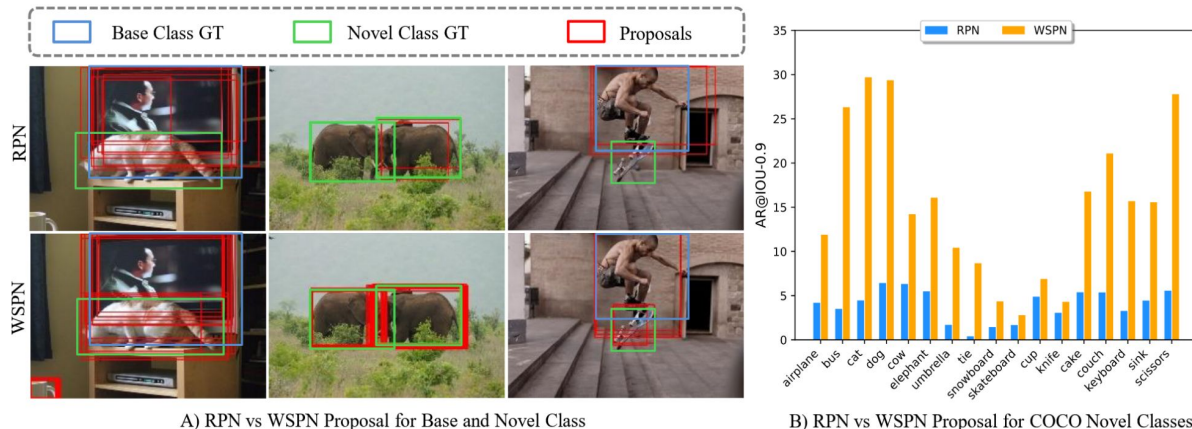 Base Class GT
Novel Class GT
Proposals
RPN
WSPN
A) RPN vs WSPN Proposal for Base and Novel Class
RPN
WSPN
AR@IOU-0.9
35
30
25
20
15
10
5
0
airplane
bus
cat
dog
cow
elephant
umbrella
tie
snowboard
skateboard
cup
knife
cake
couch
keyboard
sink
scissors
B) RPN vs WSPN Proposal for COCO Novel Classes